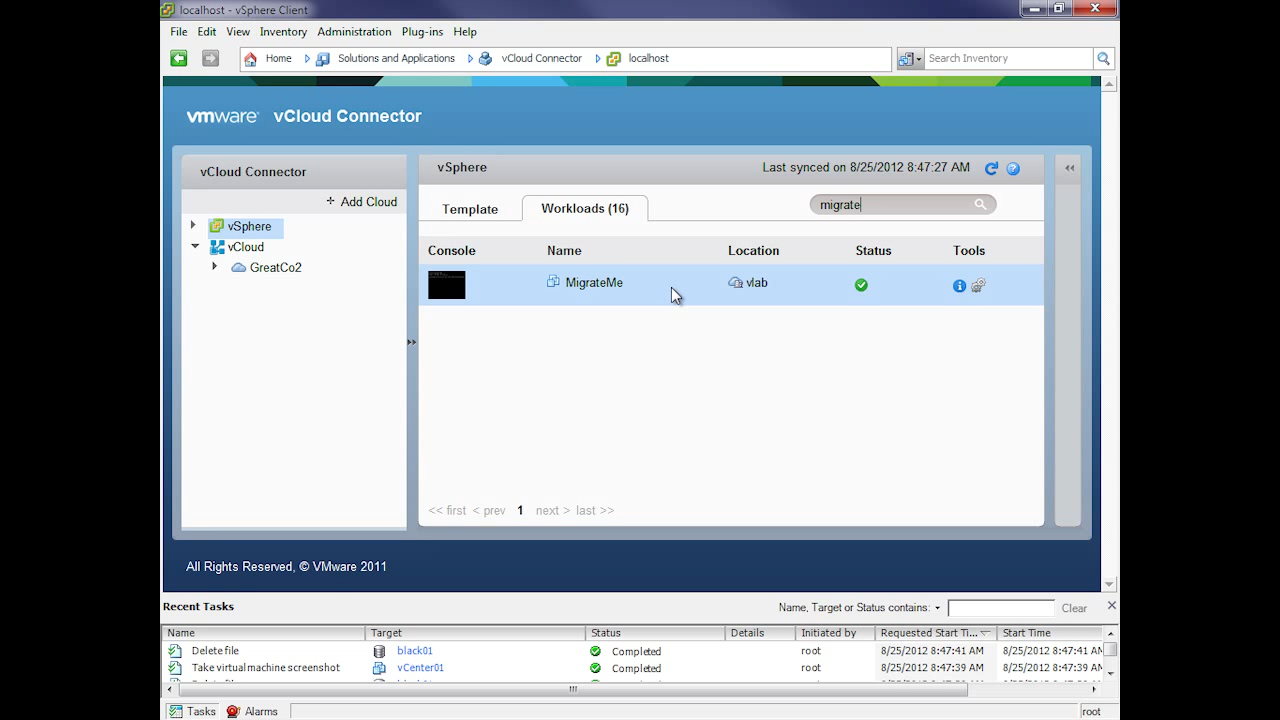 localhost - vSphere Client
File Edit View Inventory Administration Plug-ins Help
Home Solutions and Applications vCloud Connector localhost Search Inventory
vmware vCloud Connector
vCloud Connector
+ Add Cloud
vSphere
vCloud
GreatCo2
vSphere Last synced on 8/25/2012 8:47:27 AM
Template Workloads (16) migrate
Console Name Location Status Tools
MigrateMe vlab
<< first < prev 1 next > last >>
All Rights Reserved, © VMware 2011
Recent Tasks Name, Target or Status contains: Clear
Name Target Status Details Initiated by Requested Start Ti... Start Time
Delete file black01 Completed root 8/25/2012 8:47:41 AM 8/25/2012 8:47:41 AM
Take virtual machine screenshot vCenter01 Completed root 8/25/2012 8:47:39 AM 8/25/2012 8:47:39 AM
Tasks Alarms root